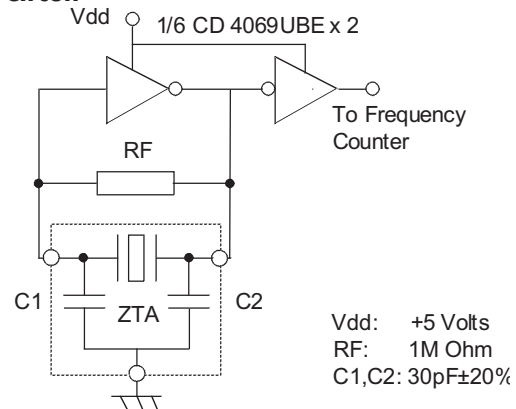 Vdd
1/6 CD 4069UBE x 2
To Frequency
Counter
RF
C1
ZTA
C2
Vdd: +5 Volts
RF: 1M Ohm
C1,C2: 30pF±20%